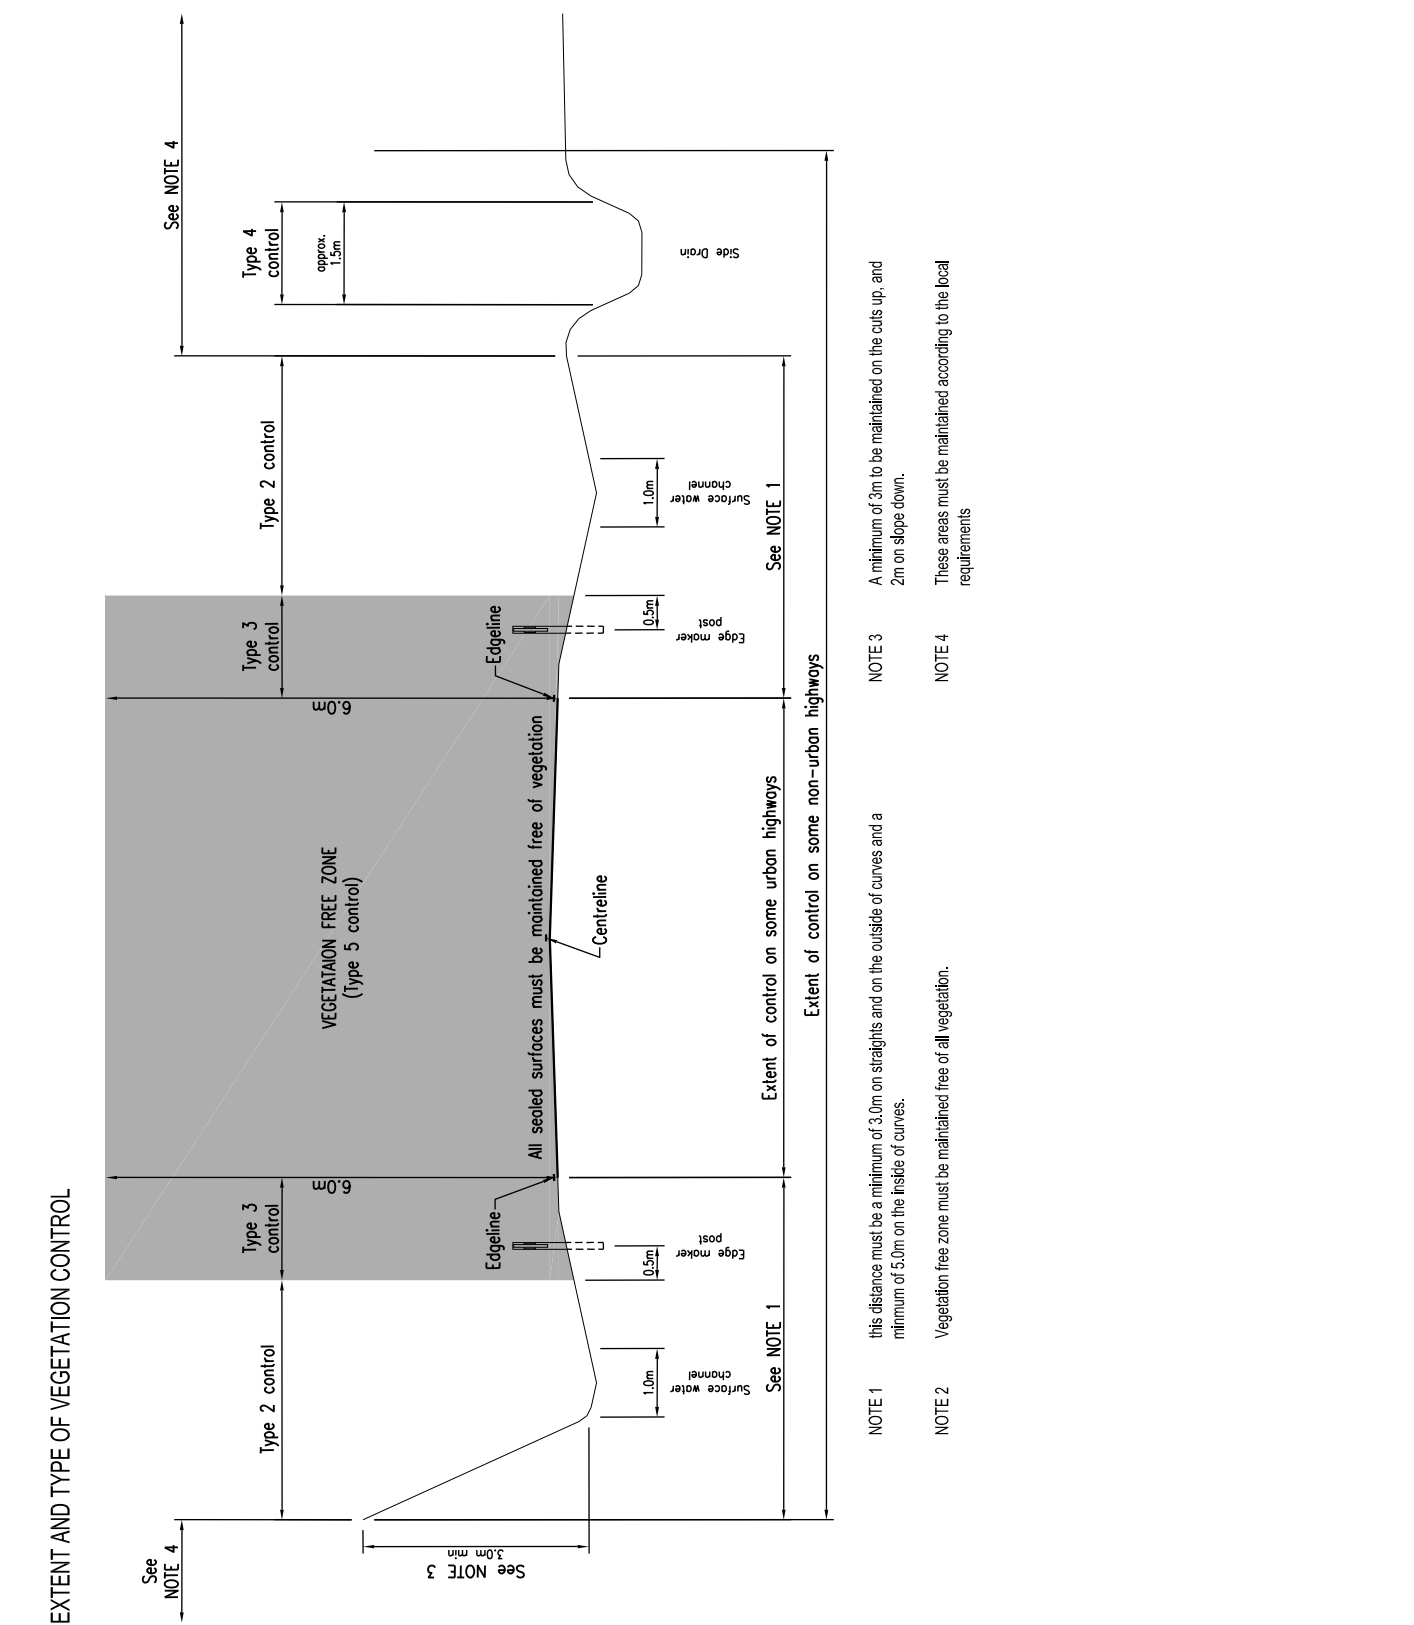 EXTENT AND TYPE OF VEGETATION CONTROL
See
NOTE 4
See NOTE 4
Type 2 control
Type 3
control
Type 3
control
Type 2 control
Type 4
control
approx.
1.5m
6.0m
6.0m
VEGETATAION FREE ZONE
(Type 5 control)
See NOTE 3
3.0m min
Edgeline
Edgeline
All sealed surfaces must be maintained free of vegetation
Centreline
1.0m
Surface water
channel
0.5m
Edge maker
post
0.5m
Edge maker
post
1.0m
Surface water
channel
Side Drain
See NOTE 1
Extent of control on some urban highways
See NOTE 1
Extent of control on some non-urban highways
NOTE 1
this distance must be a minimum of 3.0m on straights and on the outside of curves and a
minmum of 5.0m on the inside of curves.
NOTE 2
Vegetation free zone must be maintained free of all vegetation.
NOTE 3
A minimum of 3m to be maintained on the cuts up, and
2m on slope down.
NOTE 4
These areas must be maintained according to the local
requirements